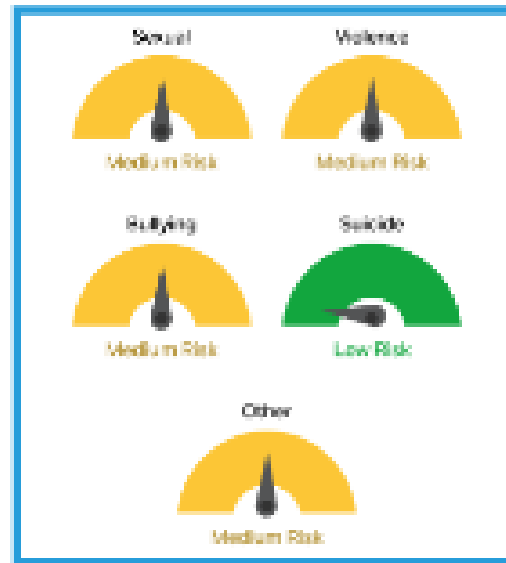 Sexual Violence
Medium Risk Medium Risk
Bullying Suicide
Medium Risk Low Risk
Other
Medium Risk